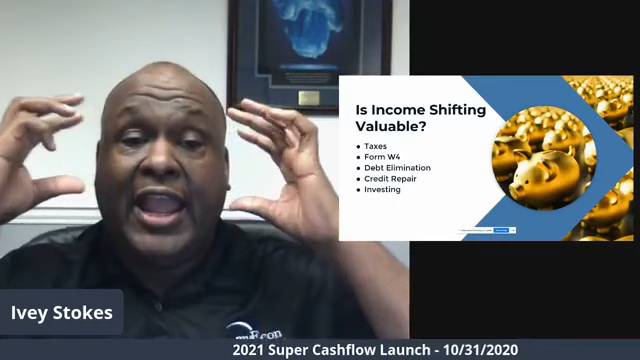 Is Income Shifting
Valuable?
• Taxes
• Form W4
• Debt Elimination
• Credit Repair
• Investing
Ivey Stokes
2021 Super Cashflow Launch - 10/31/2020